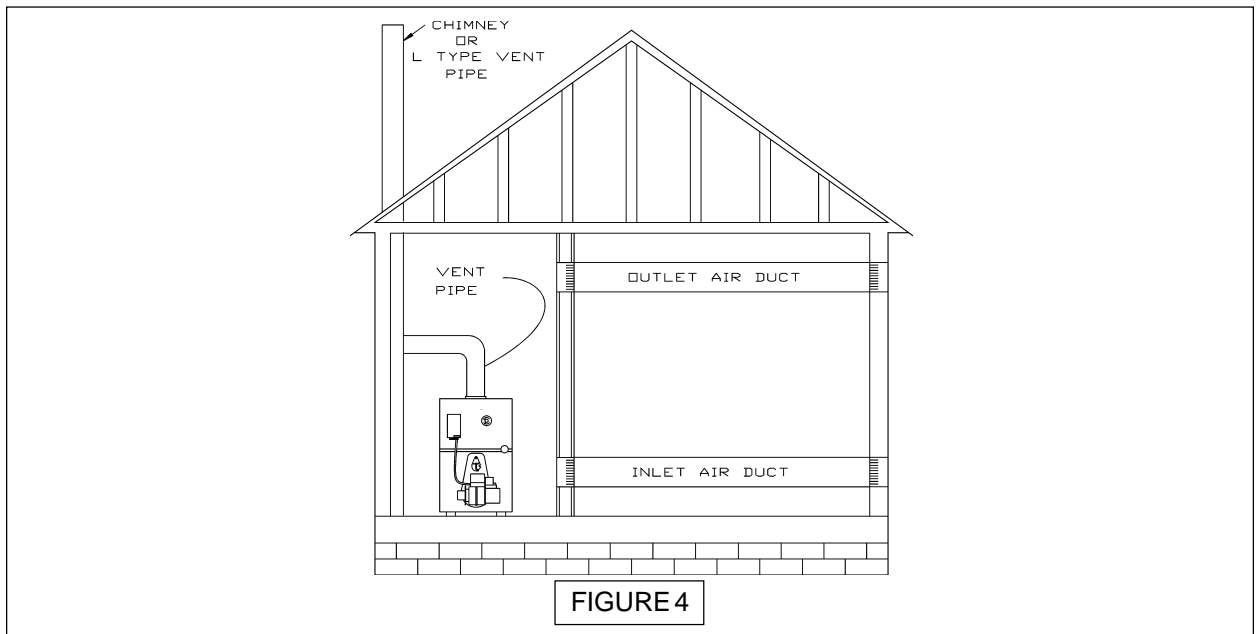 CHIMNEY
OR
L TYPE VENT
PIPE
VENT
PIPE
OUTLET AIR DUCT
INLET AIR DUCT
FIGURE 4